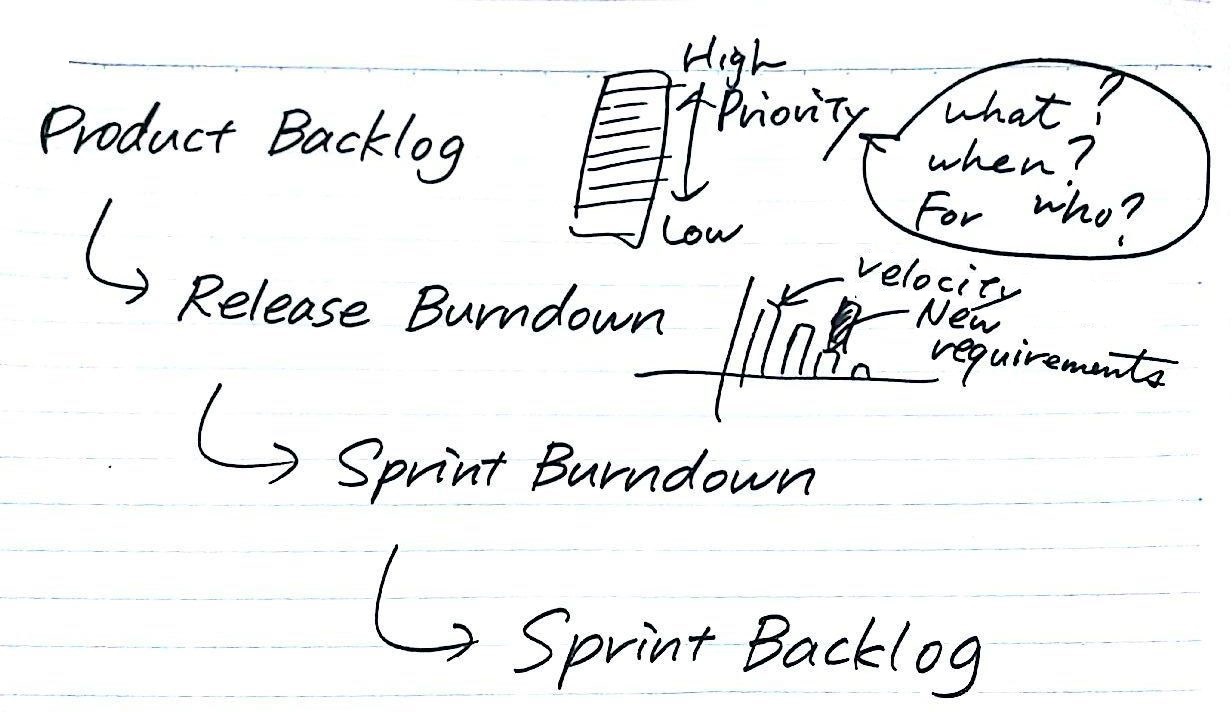 High
Priority
Low
what?
when?
For who?
Product Backlog
velocity
New
requirements
Release Burndown
Sprint Burndown
Sprint Backlog